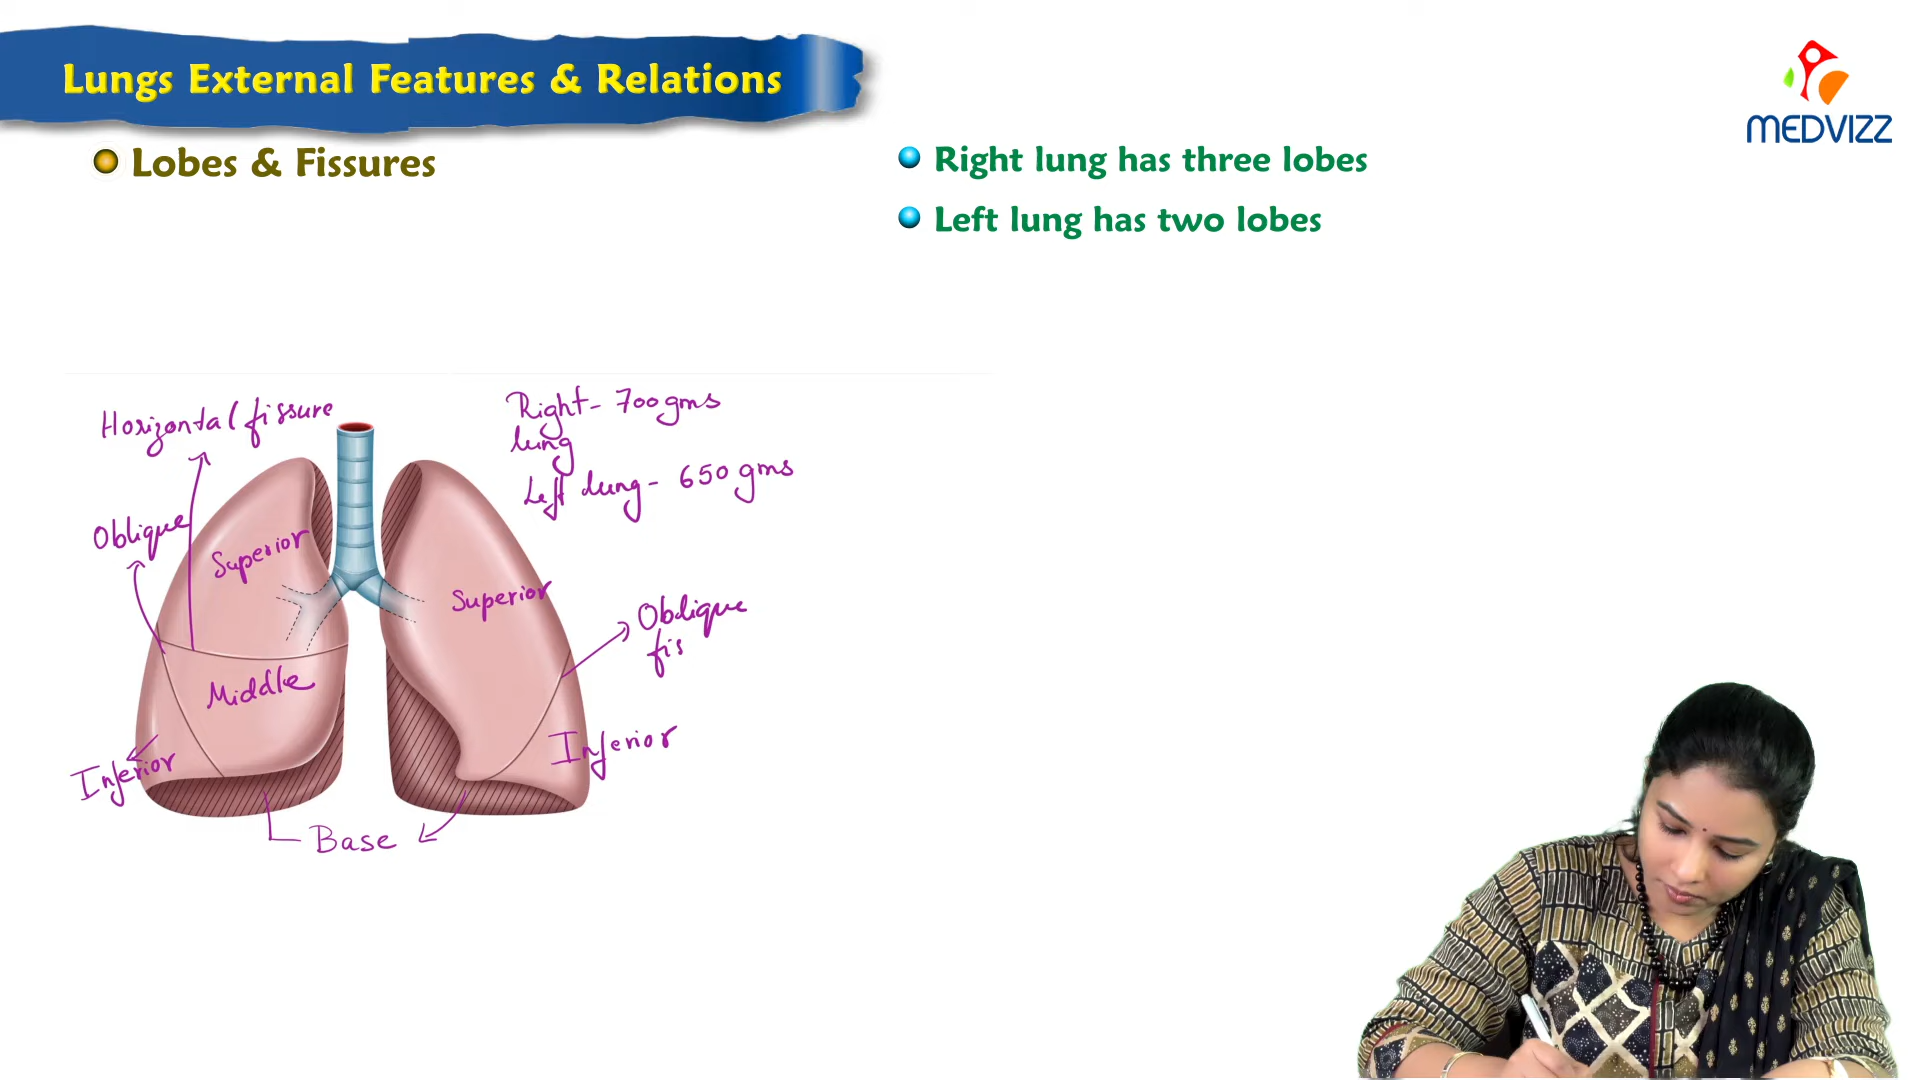 Lungs External Features & Relations
MEDVIZZ
Lobes & Fissures
Right lung has three lobes
Left lung has two lobes
Horizontal fissure
Right - 700 gms
lung
Left lung - 650 gms
Oblique
Superior
Superior
Oblique
fis
Middle
Inferior
Inferior
Base